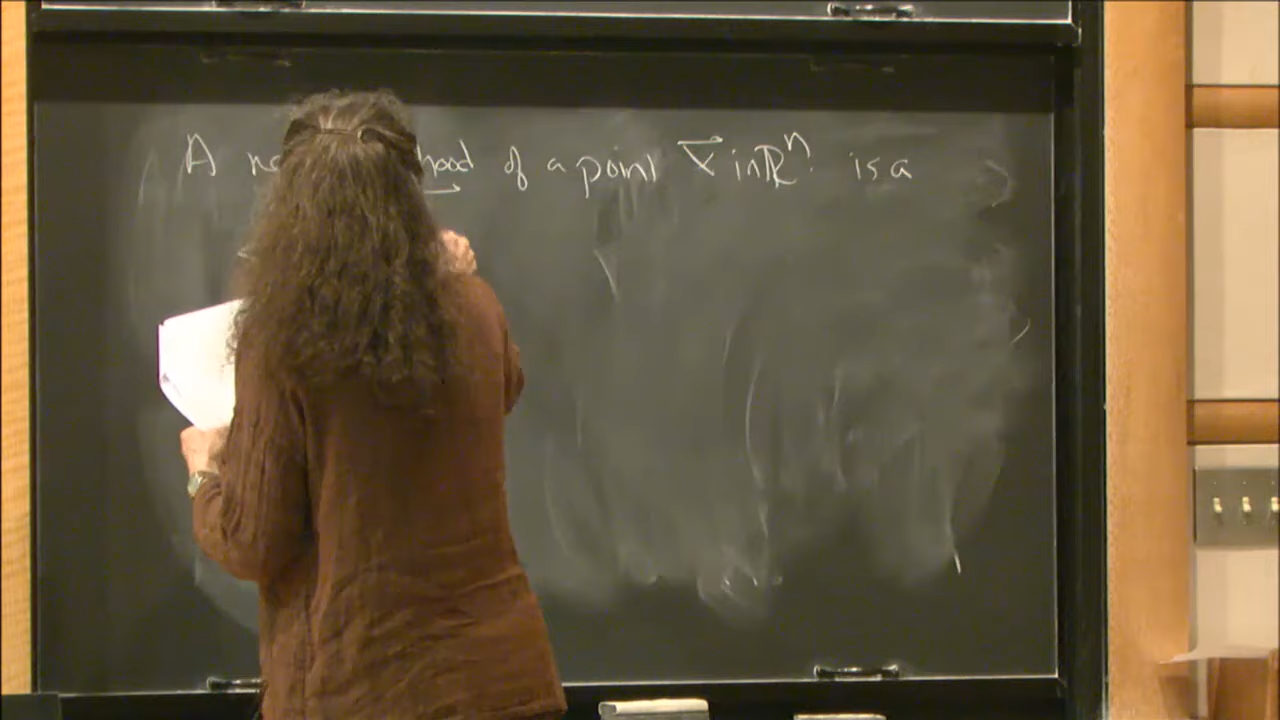 A ne hood of a point v⃗ in ℝⁿ is a